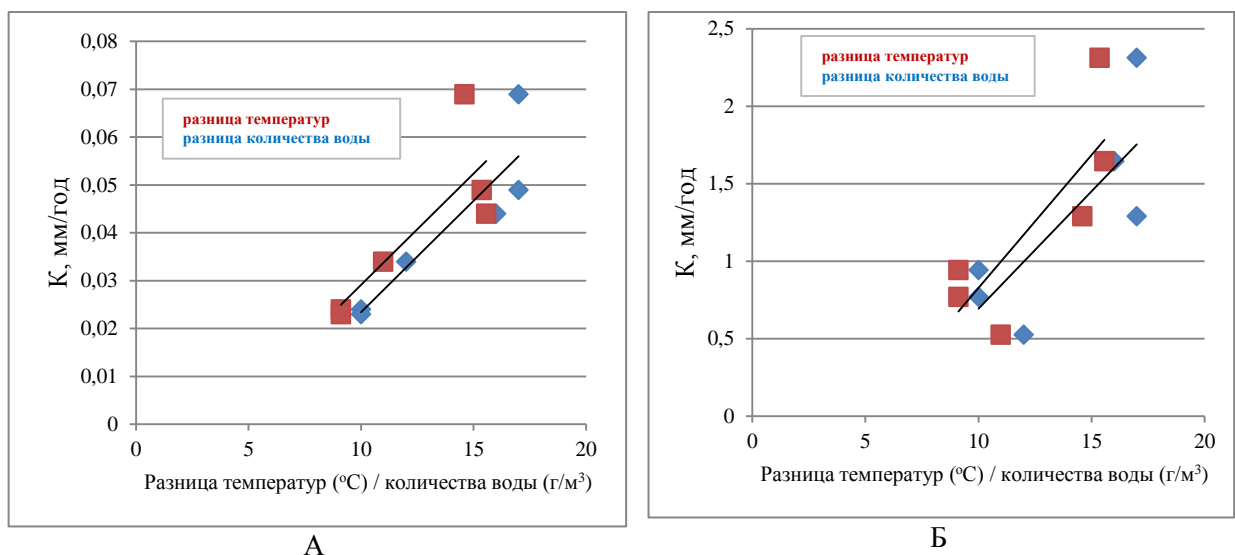 0,08
0,07
0,06
0,05
0,04
0,03
0,02
0,01
0
К, мм/год
разница температур
разница количества воды
0 5 10 15 20
Разница температур (°С) / количества воды (г/м³)
А
2,5
2
1,5
1
0,5
0
К, мм/год
разница температур
разница количества воды
0 5 10 15 20
Разница температур (°С) / количества воды (г/м³)
Б